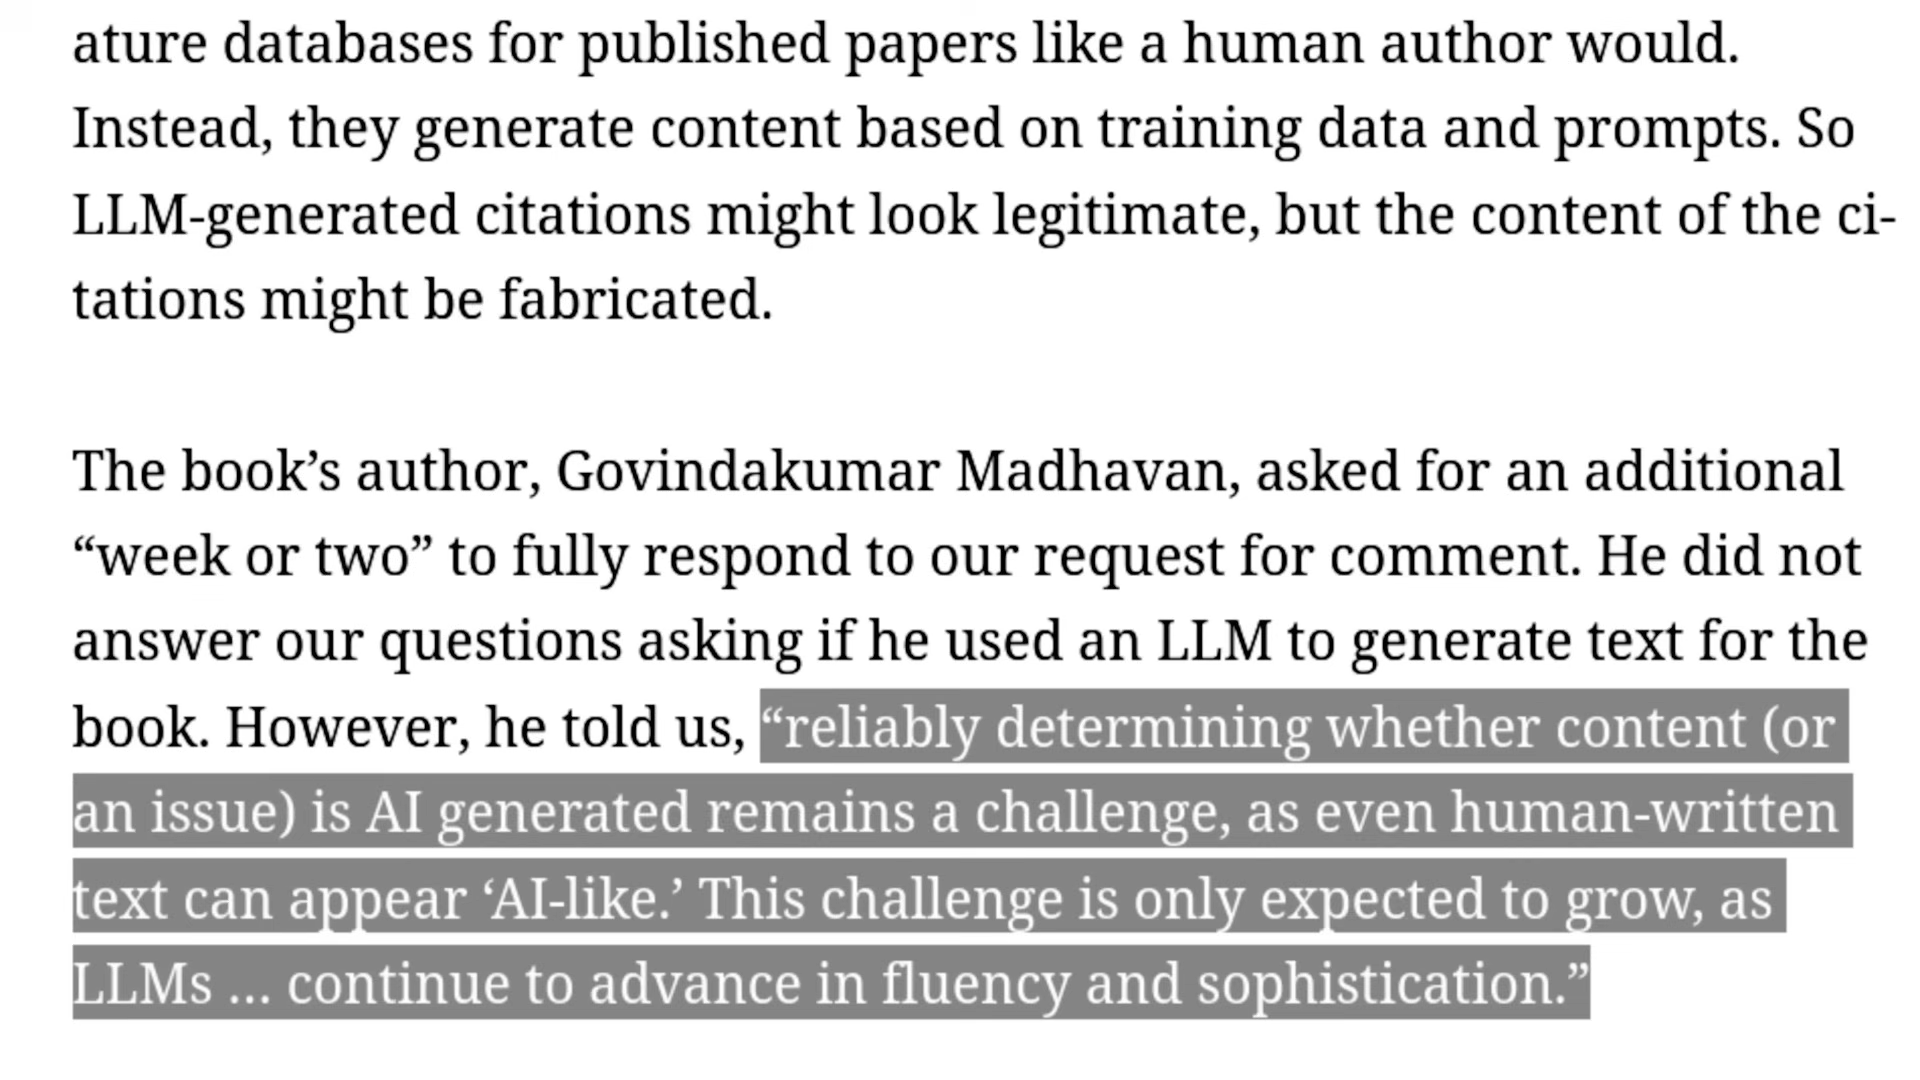 ature databases for published papers like a human author would.
Instead, they generate content based on training data and prompts. So
LLM-generated citations might look legitimate, but the content of the ci-
tations might be fabricated.
The book’s author, Govindakumar Madhavan, asked for an additional
“week or two” to fully respond to our request for comment. He did not
answer our questions asking if he used an LLM to generate text for the
book. However, he told us, “reliably determining whether content (or
an issue) is AI generated remains a challenge, as even human-written
text can appear ‘AI-like.’ This challenge is only expected to grow, as
LLMs … continue to advance in fluency and sophistication.”